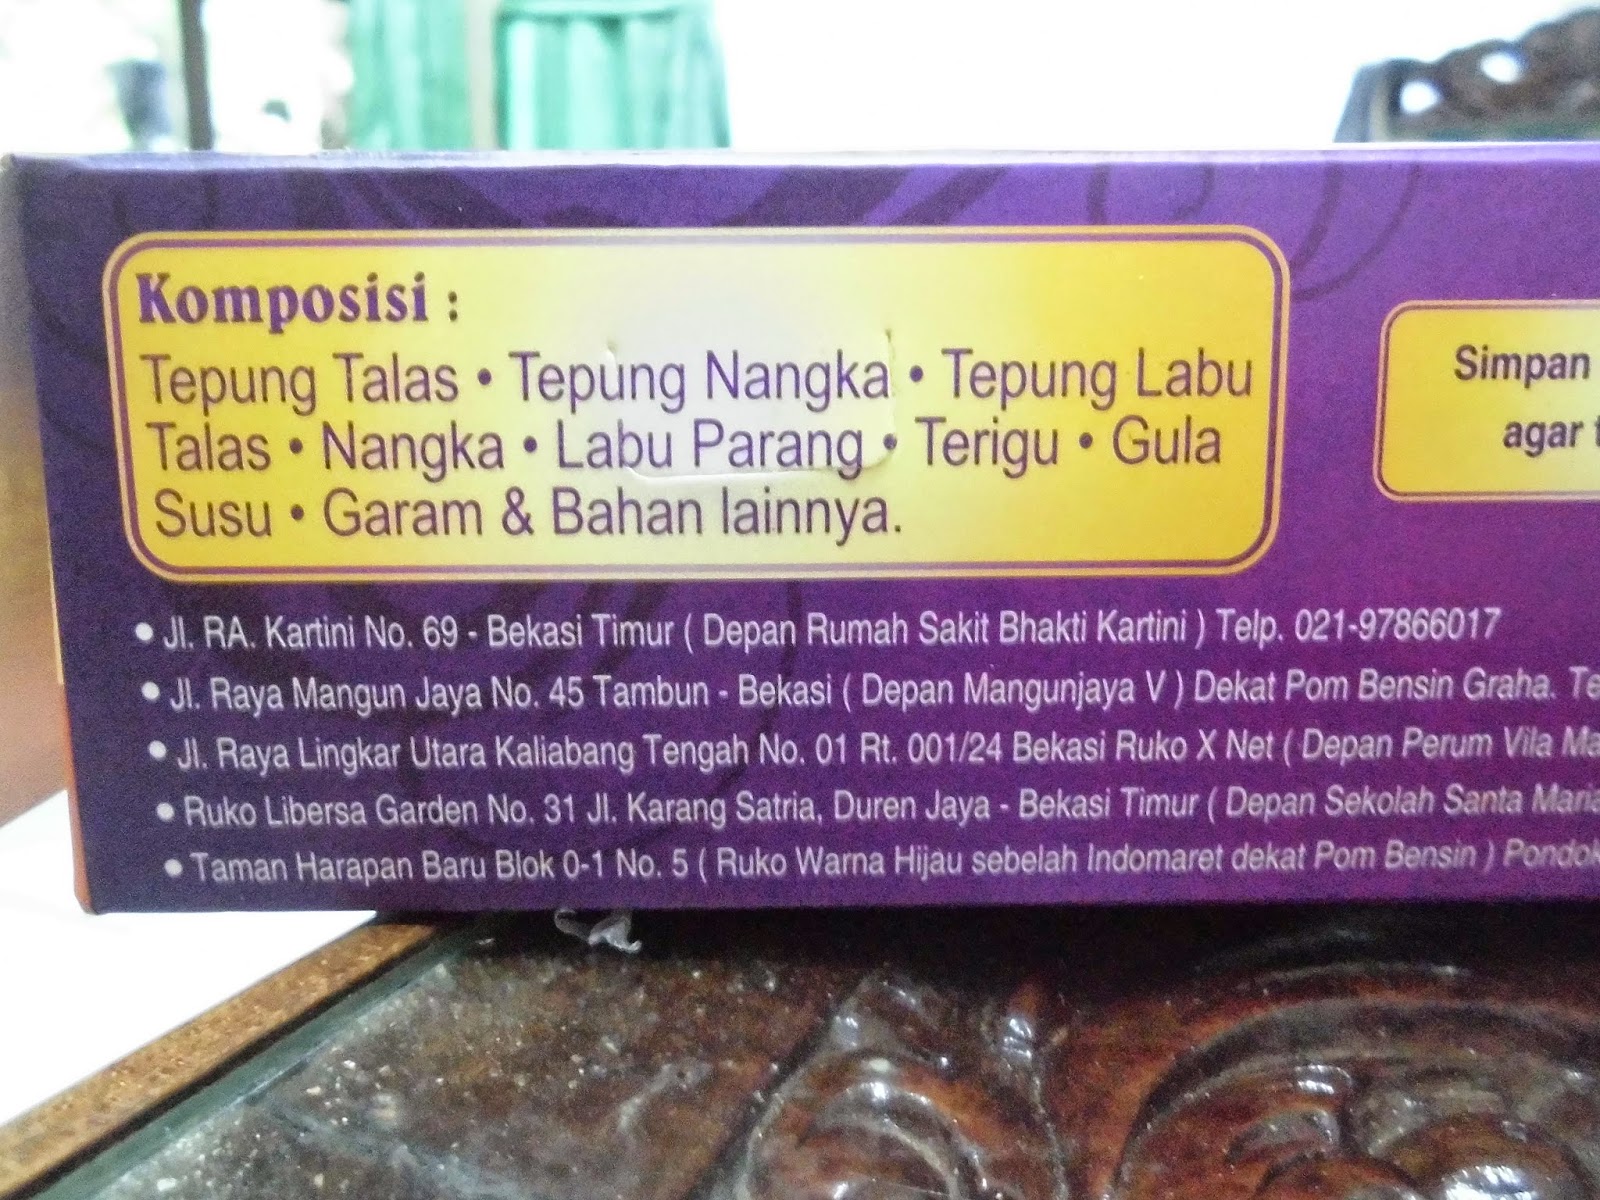 Komposisi :
Tepung Talas • Tepung Nangka • Tepung Labu
Talas • Nangka • Labu Parang • Terigu • Gula
Susu • Garam & Bahan lainnya.
Simpan
agar
• Jl. RA. Kartini No. 69 - Bekasi Timur ( Depan Rumah Sakit Bhakti Kartini ) Telp. 021-97866017
• Jl. Raya Mangun Jaya No. 45 Tambun - Bekasi ( Depan Mangunjaya V ) Dekat Pom Bensin Graha.
• Jl. Raya Lingkar Utara Kaliabang Tengah No. 01 Rt. 001/24 Bekasi Ruko X Net ( Depan Perum Vila
• Ruko Libersa Garden No. 31 Jl. Karang Satria, Duren Jaya - Bekasi Timur ( Depan Sekolah Santa Maria
• Taman Harapan Baru Blok 0-1 No. 5 ( Ruko Warna Hijau sebelah Indomaret dekat Pom Bensin ) Pondok